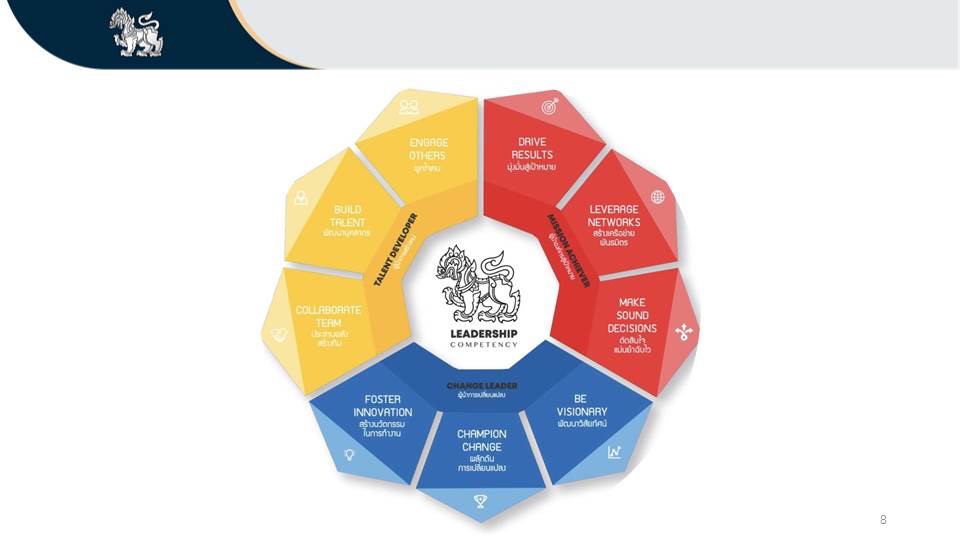 ENGAGE
OTHERS
ผูกใจคน
DRIVE
RESULTS
มุ่งมั่นสู่เป้าหมาย
BUILD
TALENT
พัฒนาบุคลากร
LEVERAGE
NETWORKS
สร้างเครือข่าย
พันธมิตร
TALENT DEVELOPER
MISSION ACHIEVER
COLLABORATE
TEAM
ประสานพลัง
สร้างทีม
MAKE
SOUND
DECISIONS
ตัดสินใจ
แม่นยำฉับไว
LEADERSHIP
COMPETENCY
CHANGE LEADER
ผู้นำการเปลี่ยนแปลง
FOSTER
INNOVATION
สร้างนวัตกรรม
ในการทำงาน
CHAMPION
CHANGE
ผลักดัน
การเปลี่ยนแปลง
BE
VISIONARY
พัฒนาวิสัยทัศน์
8